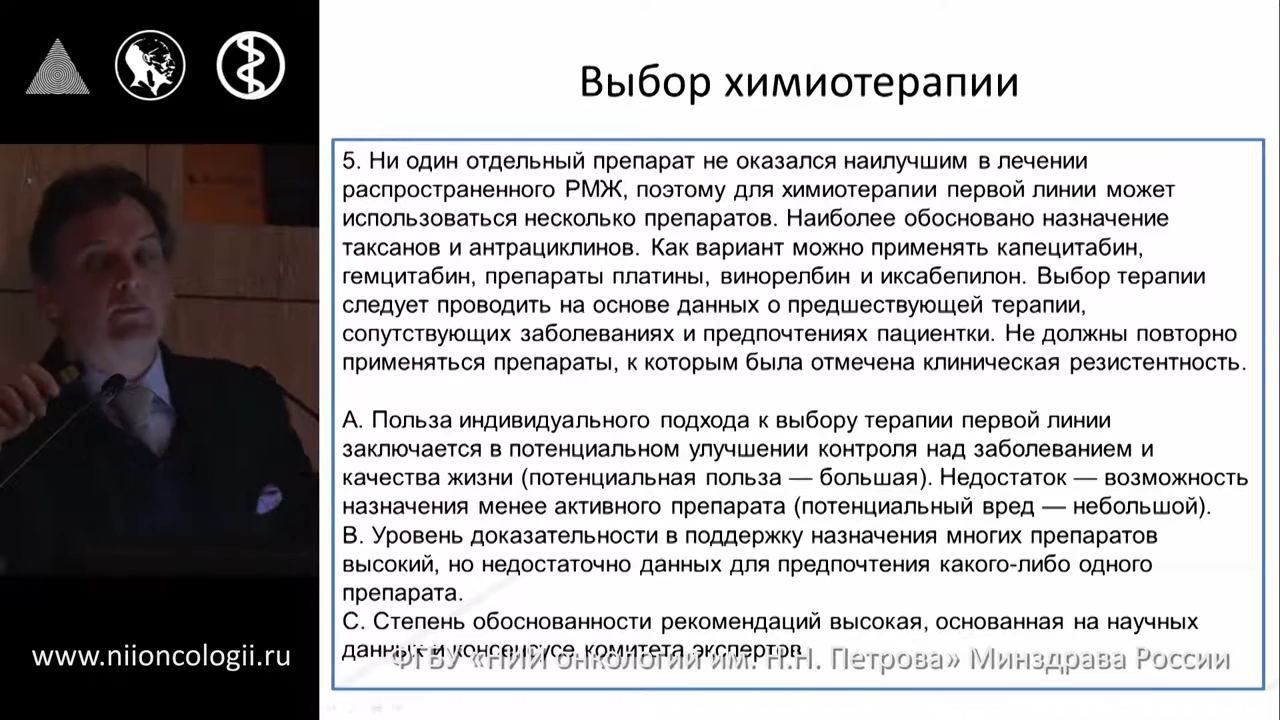 Выбор химиотерапии
5. Ни один отдельный препарат не оказался наилучшим в лечении
распространенного РМЖ, поэтому для химиотерапии первой линии может
использоваться несколько препаратов. Наиболее обосновано назначение
таксанов и антрациклинов. Как вариант можно применять капецитабин,
гемцитабин, препараты платины, винорелбин и иксабепилон. Выбор терапии
следует проводить на основе данных о предшествующей терапии,
сопутствующих заболеваниях и предпочтениях пациентки. Не должны повторно
применяться препараты, к которым была отмечена клиническая резистентность.
А. Польза индивидуального подхода к выбору терапии первой линии
заключается в потенциальном улучшении контроля над заболеванием и
качества жизни (потенциальная польза — большая). Недостаток — возможность
назначения менее активного препарата (потенциальный вред — небольшой).
В. Уровень доказательности в поддержку назначения многих препаратов
высокий, но недостаточно данных для предпочтения какого-либо одного
препарата.
С. Степень обоснованности рекомендаций высокая, основанная на научных
данных и консенсусе комитета экспертов.
ФГБУ «НИИ онкологии им. Н.Н. Петрова» Минздрава России
www.niioncologii.ru